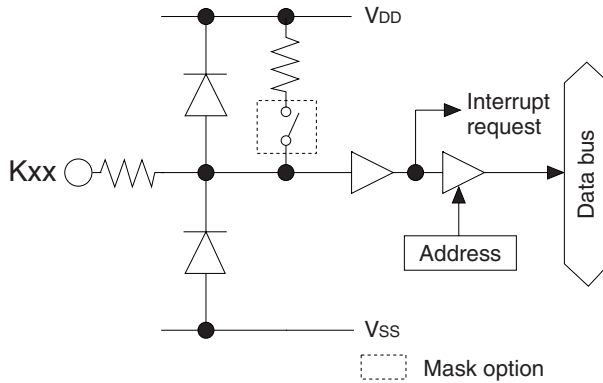 VDD
Interrupt
request
Kxx
Data bus
Address
VSS
Mask option